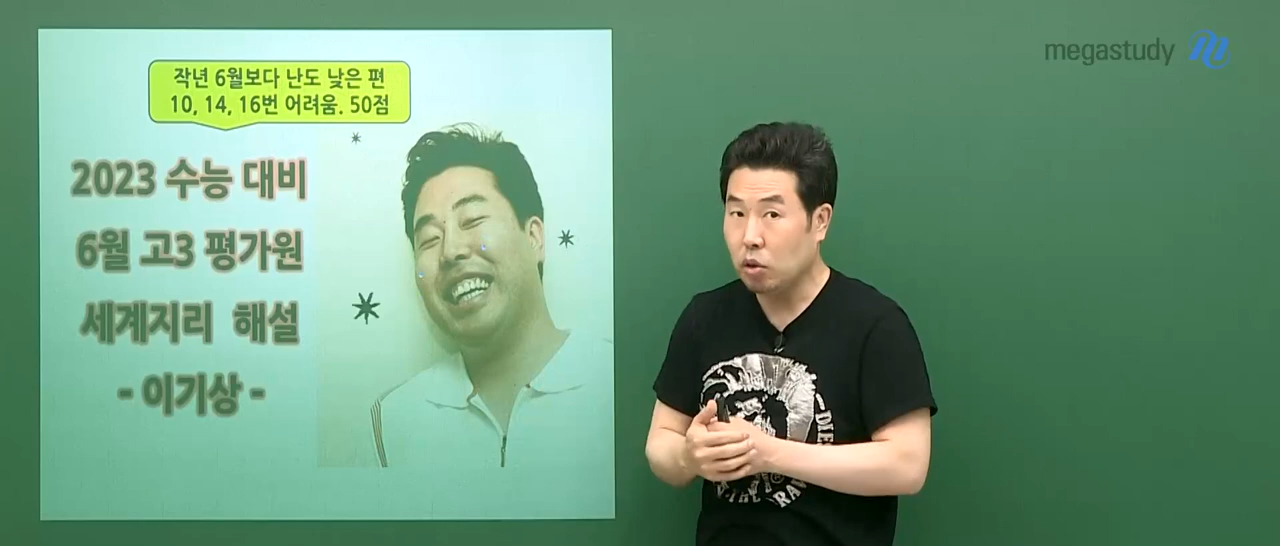 작년 6월보다 난도 낮은 편
10, 14, 16번 어려움. 50점
megastudy
2023 수능 대비
6월 고3 평가원
세계지리 해설
- 이기상 -